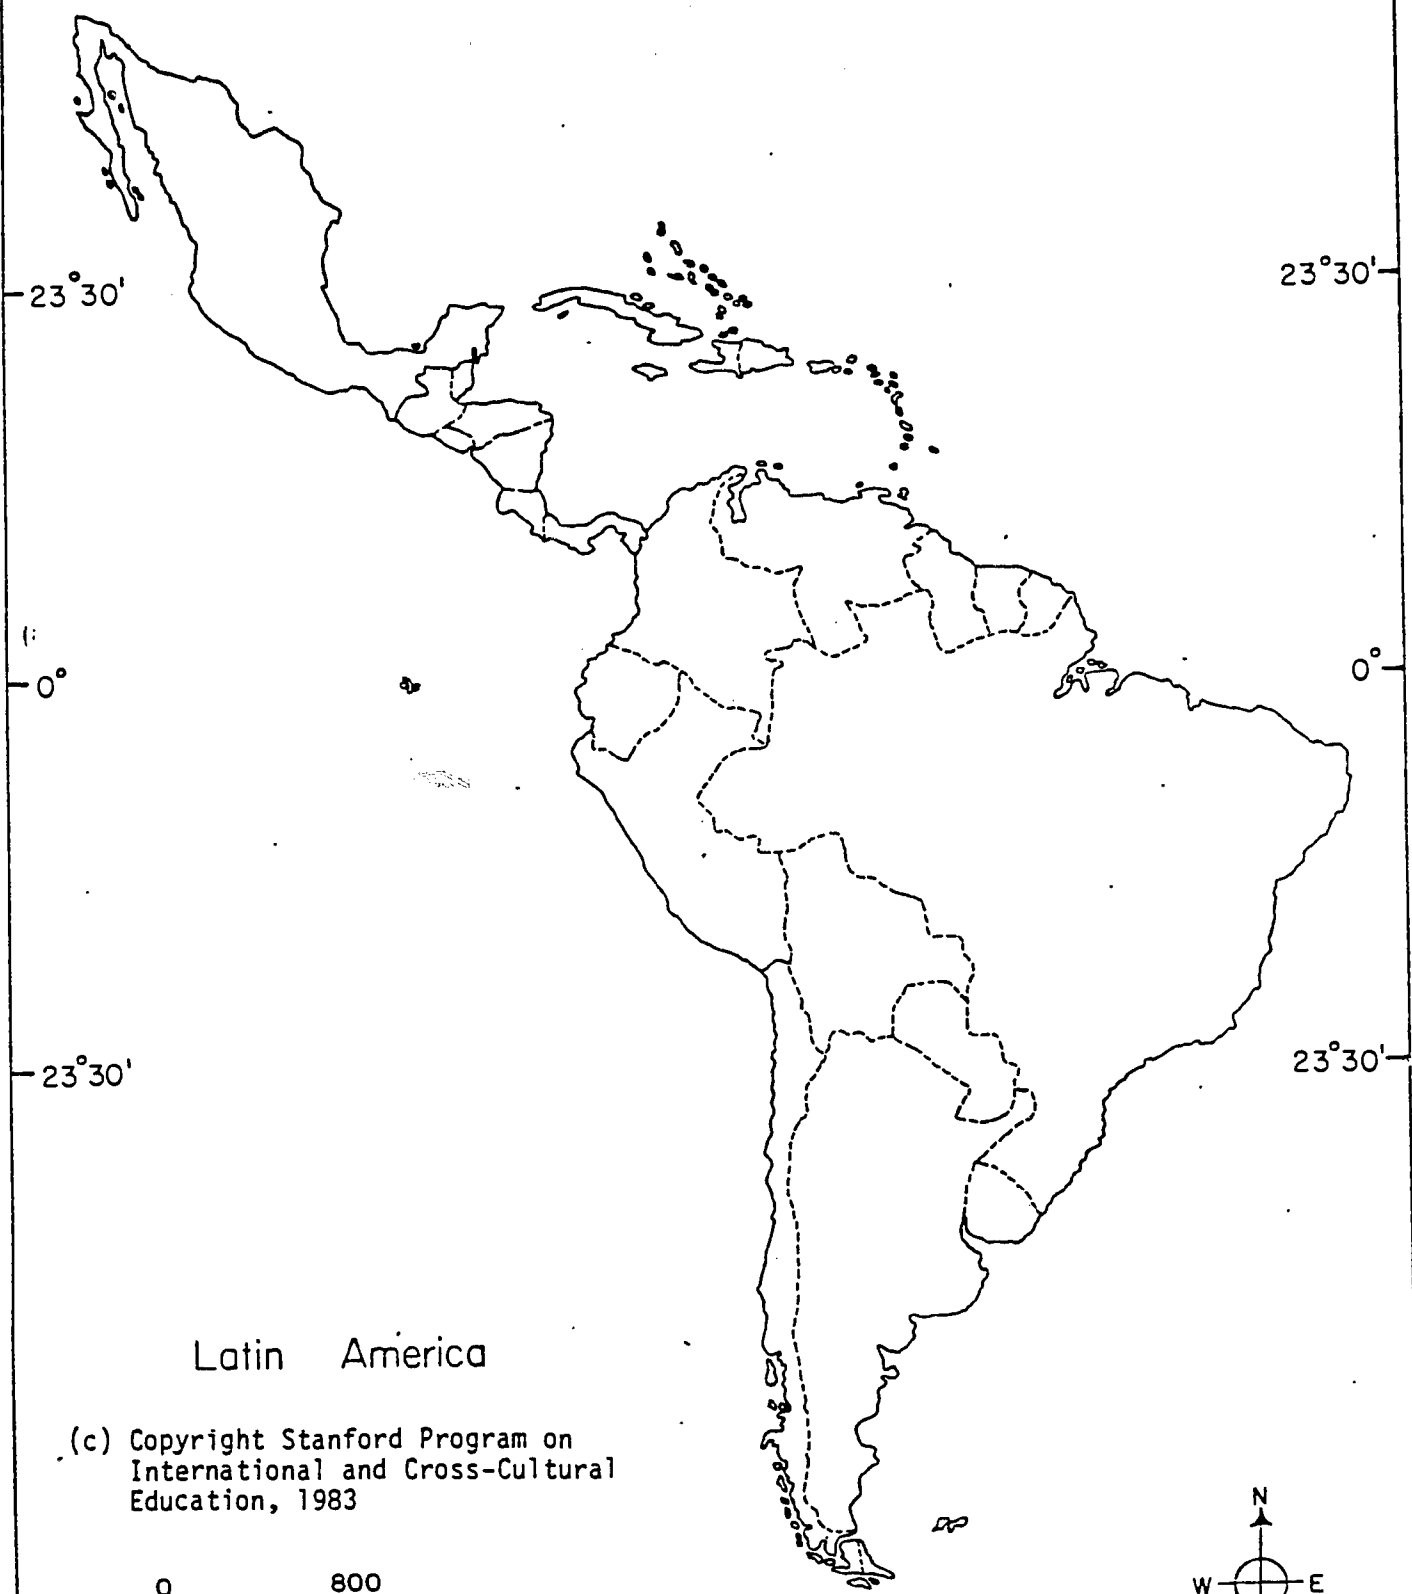 23°30' 23°30'
0° 0°
23°30' 23°30'
Latin America
(c) Copyright Stanford Program on
International and Cross-Cultural
Education, 1983
N
W E
0 800